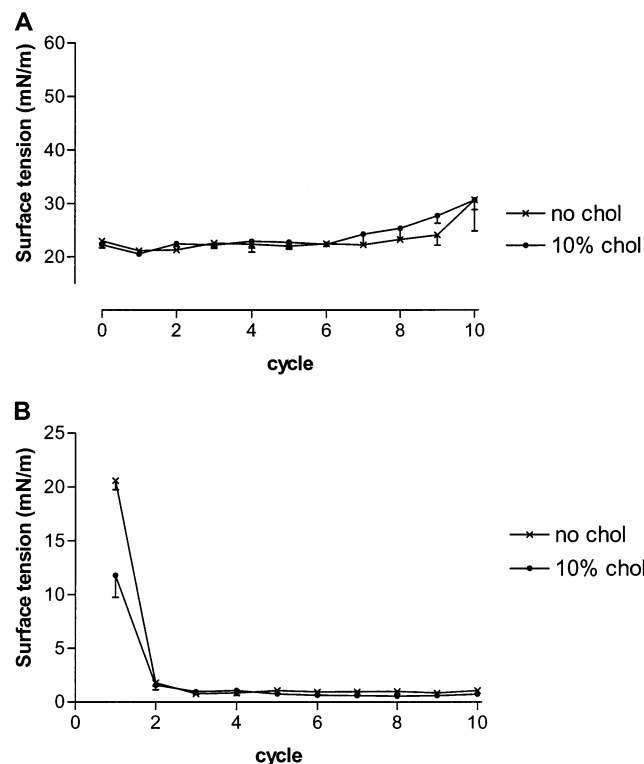 A
60
50
40
30
20
Surface tension (mN/m)
no chol
10% chol
0 2 4 6 8 10
cycle
B
25
20
15
10
5
0
Surface tension (mN/m)
no chol
10% chol
0 2 4 6 8 10
cycle